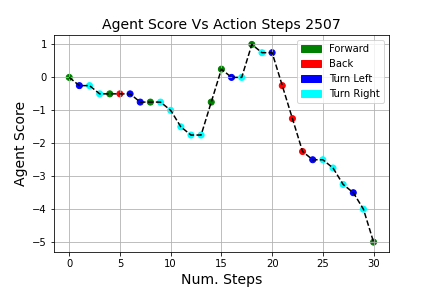 Agent Score Vs Action Steps 2507
Agent Score
1
0
−1
−2
−3
−4
−5
Forward
Back
Turn Left
Turn Right
0 5 10 15 20 25 30
Num. Steps